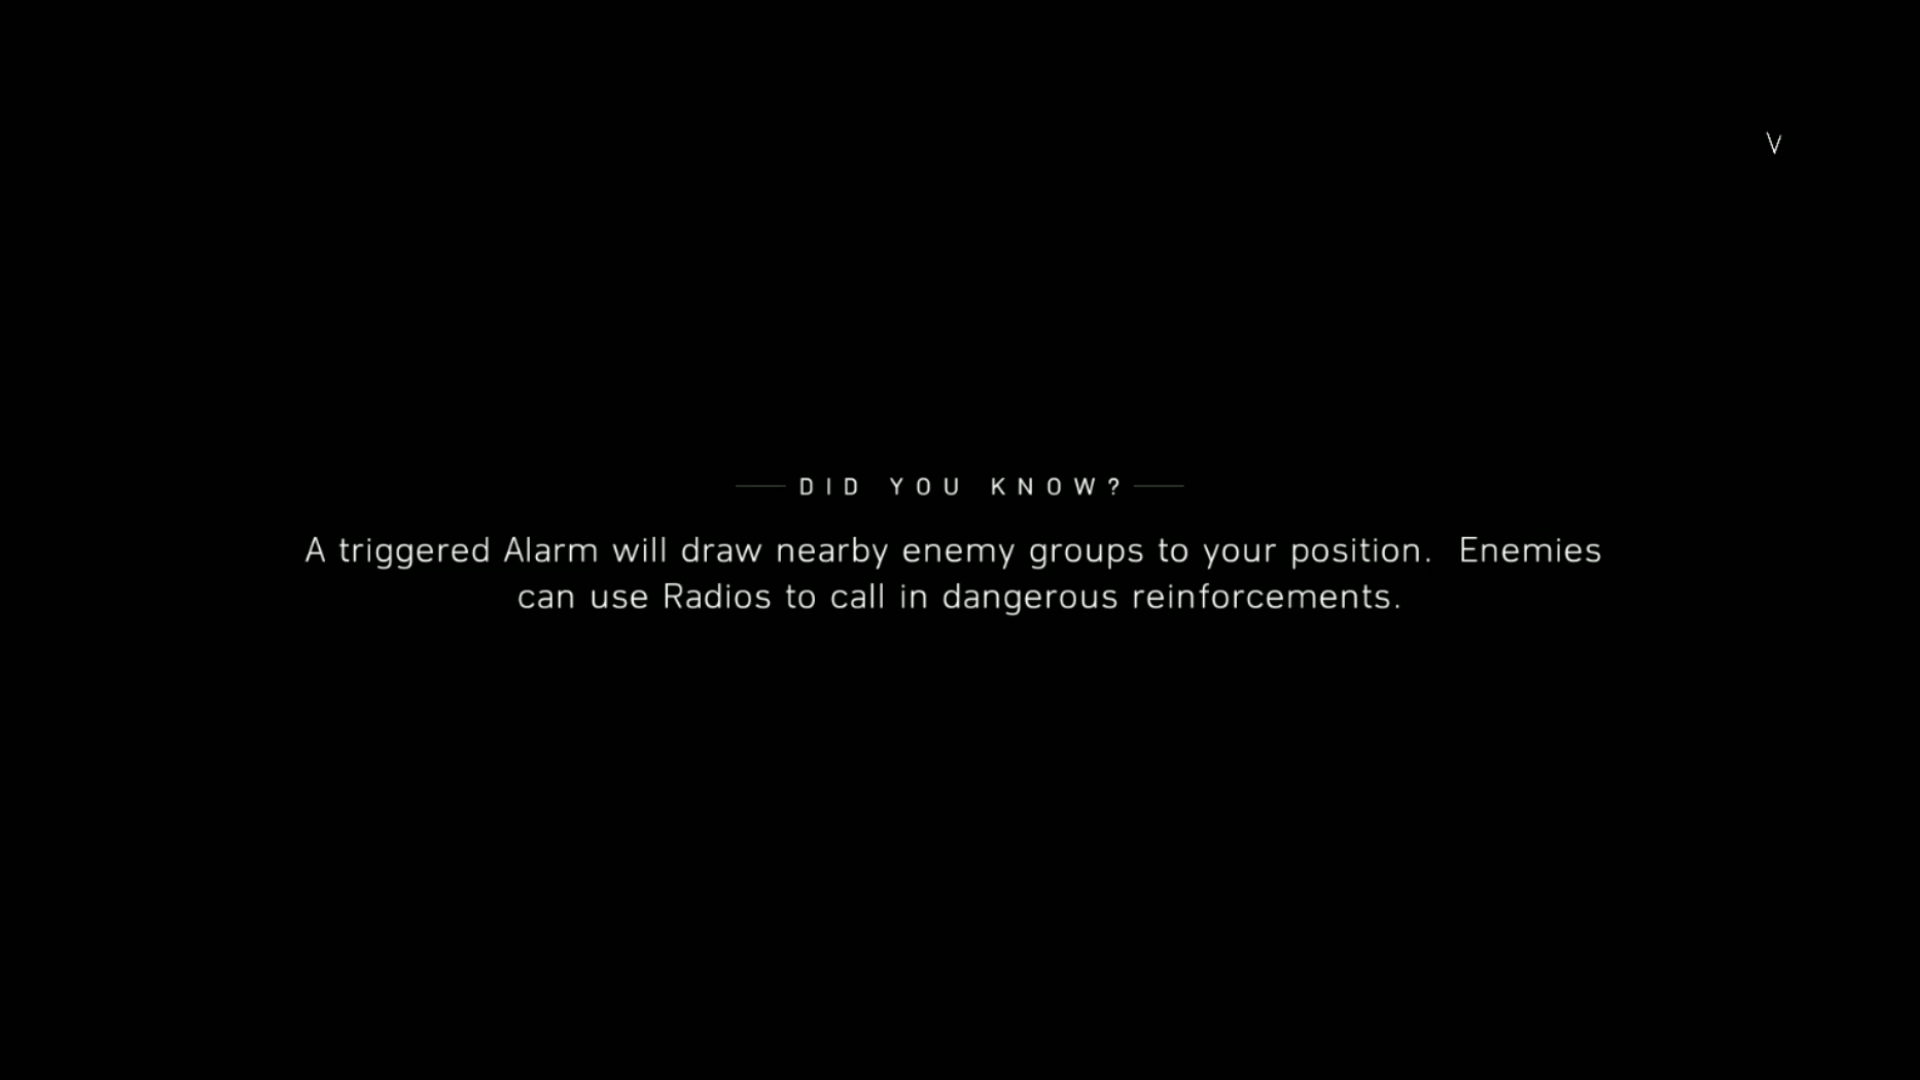 V
DID YOU KNOW?
A triggered Alarm will draw nearby enemy groups to your position.  Enemies
can use Radios to call in dangerous reinforcements.